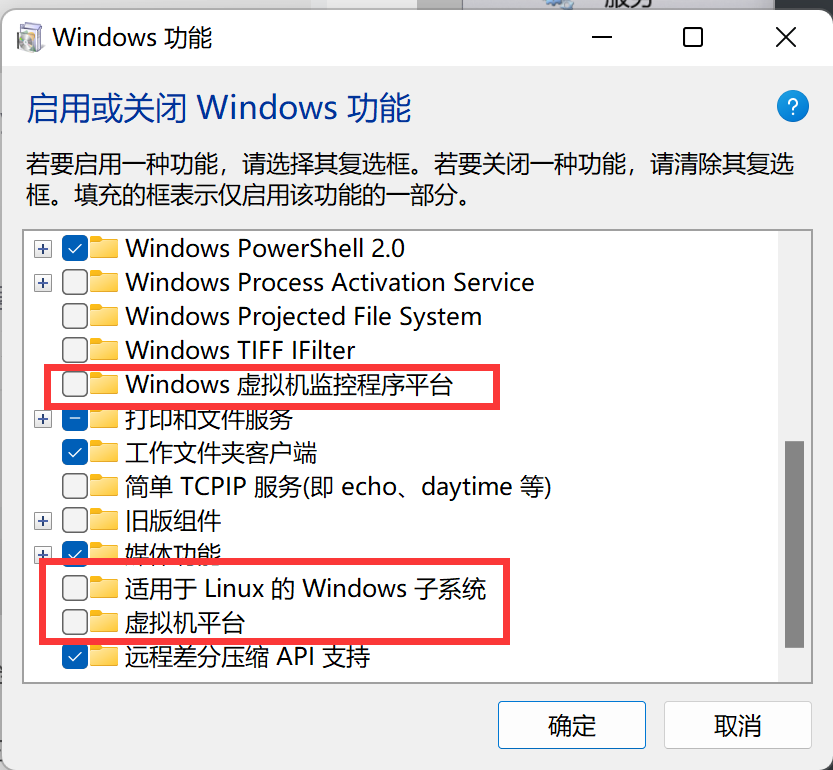 服务
Windows 功能
启用或关闭 Windows 功能
?
若要启用一种功能，请选择其复选框。若要关闭一种功能，请清除其复选
框。填充的框表示仅启用该功能的一部分。
Windows PowerShell 2.0
Windows Process Activation Service
Windows Projected File System
Windows TIFF IFilter
Windows 虚拟机监控程序平台
打印和文件服务
工作文件夹客户端
简单 TCPIP 服务(即 echo、daytime 等)
旧版组件
媒体功能
适用于 Linux 的 Windows 子系统
虚拟机平台
远程差分压缩 API 支持
确定
取消